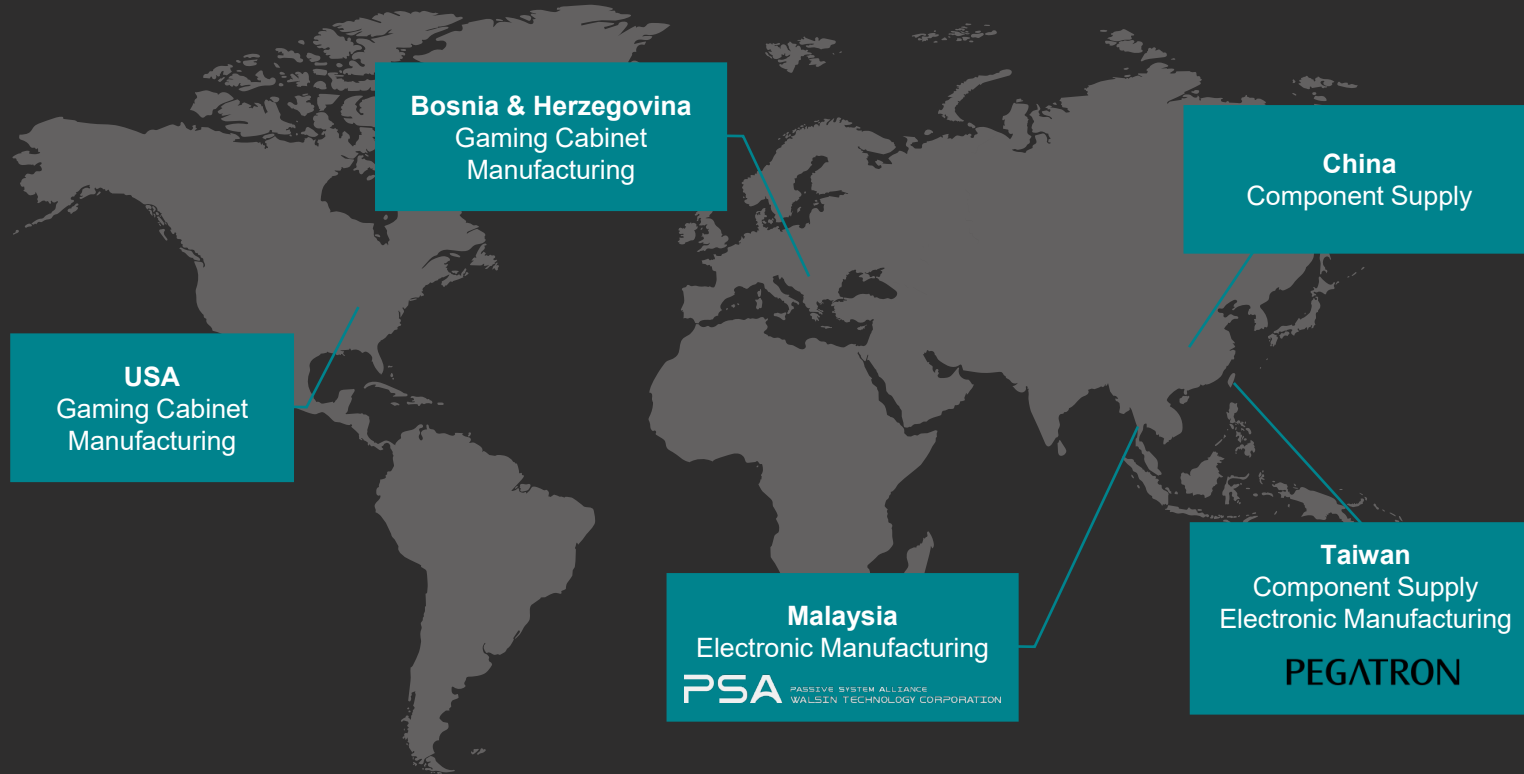 Bosnia & Herzegovina
Gaming Cabinet
Manufacturing
China
Component Supply
USA
Gaming Cabinet
Manufacturing
Malaysia
Electronic Manufacturing
PSA
PASSIVE SYSTEM ALLIANCE
WALSIN TECHNOLOGY CORPORATION
Taiwan
Component Supply
Electronic Manufacturing
PEGATRON